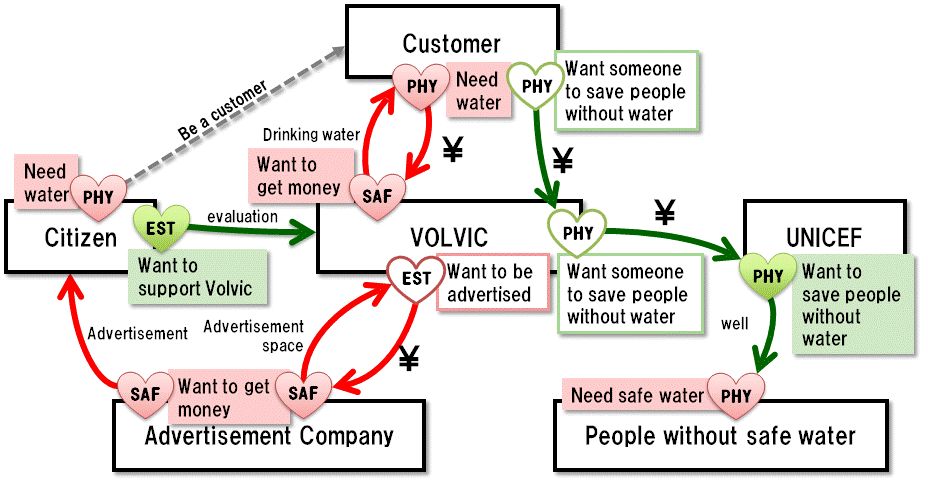 Customer
PHY
Need
water
PHY
Want someone
to save people
without water
Be a customer
Drinking water
¥
¥
Want to
get money
SAF
Need
water
PHY
Citizen
EST
evaluation
Want to
support Volvic
VOLVIC
PHY
¥
Want someone
to save people
without water
EST
Want to be
advertised
UNICEF
PHY
Want to
save people
without
water
well
Advertisement
Advertisement
space
¥
SAF
Want to get
money
SAF
Advertisement Company
Need safe water
PHY
People without safe water